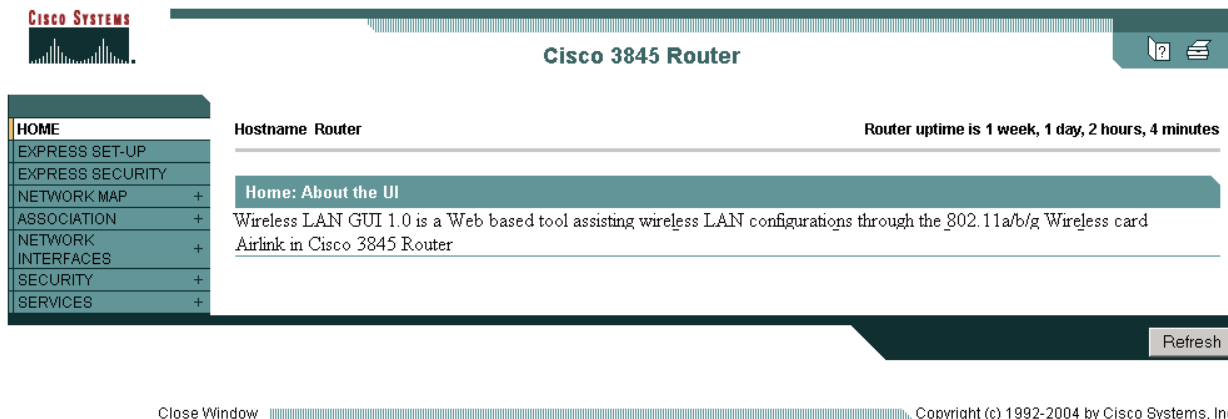 CISCO SYSTEMS
Cisco 3845 Router
HOME
EXPRESS SET-UP
EXPRESS SECURITY
NETWORK MAP +
ASSOCIATION +
NETWORK
INTERFACES +
SECURITY +
SERVICES +
Hostname Router
Router uptime is 1 week, 1 day, 2 hours, 4 minutes
Home: About the UI
Wireless LAN GUI 1.0 is a Web based tool assisting wireless LAN configurations through the 802.11a/b/g Wireless card
Airlink in Cisco 3845 Router
Refresh
Close Window
Copyright (c) 1992-2004 by Cisco Systems, In